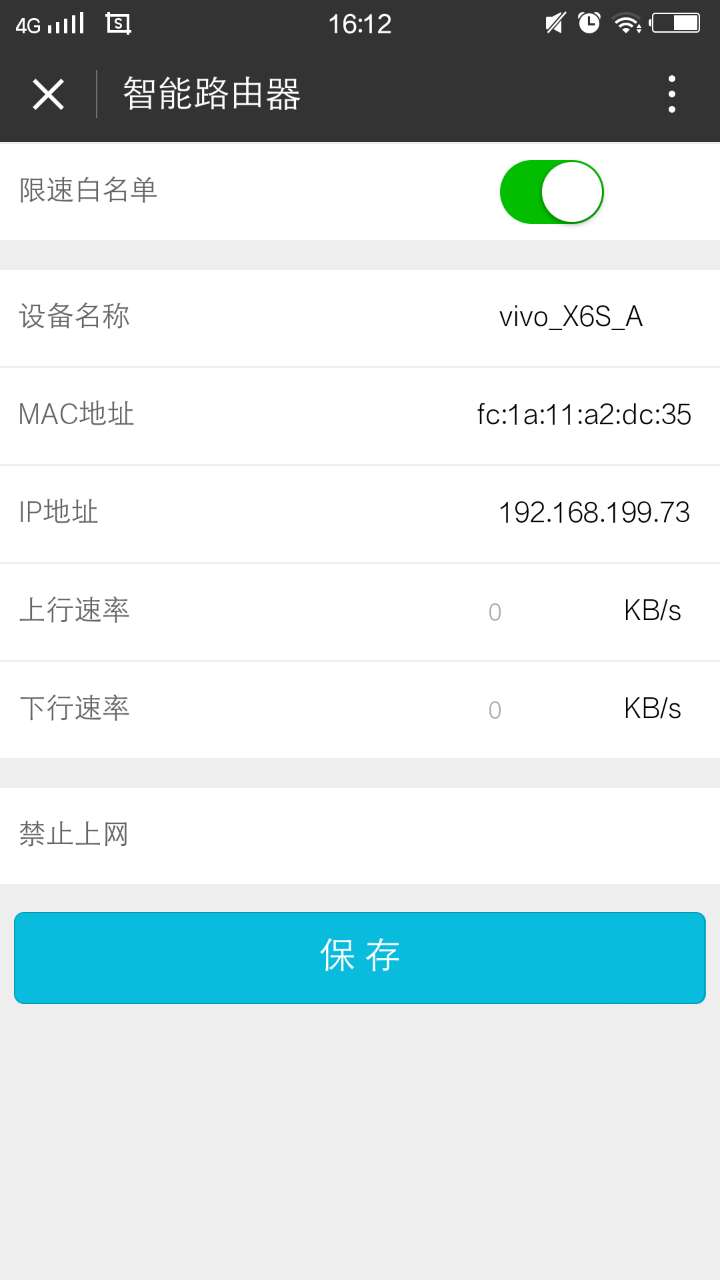 4G 16:12
智能路由器
限速白名单
设备名称 vivo_X6S_A
MAC地址 fc:1a:11:a2:dc:35
IP地址 192.168.199.73
上行速率 0 KB/s
下行速率 0 KB/s
禁止上网
保存